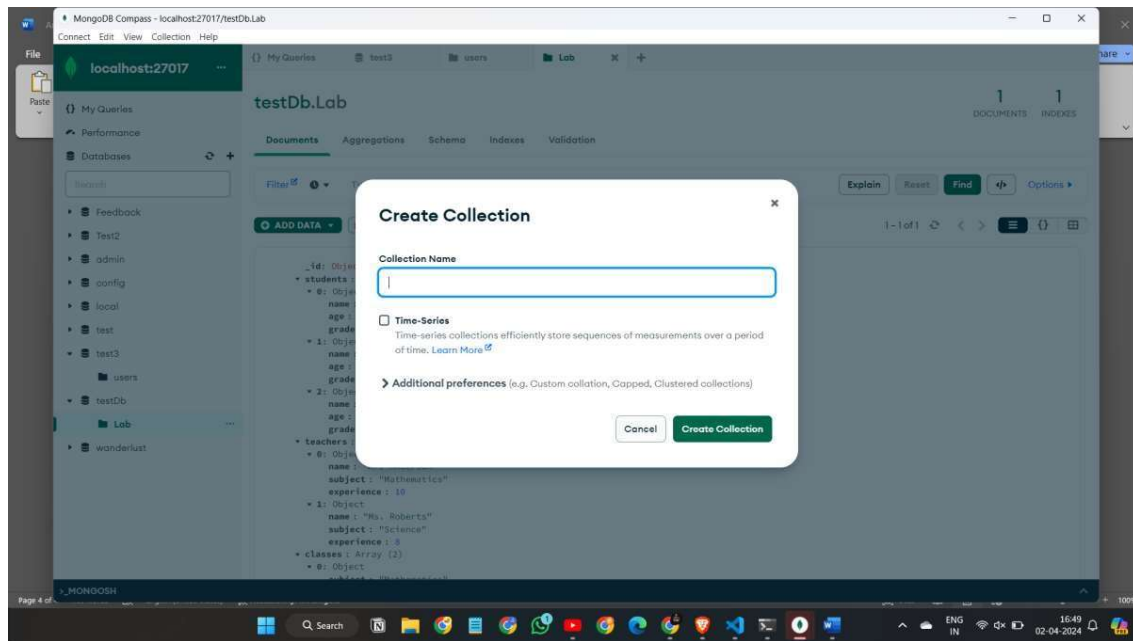 MongoDB Compass - localhost:27017/testDb.Lab
Connect Edit View Collection Help
File
Paste
localhost:27017 ...
{} My Queries
Performance
Databases
Search
Feedback
Test2
admin
config
local
test
test3
users
testDb
Lab
wanderlust
{} My Queries test3 users Lab
testDb.Lab
1 DOCUMENTS 1 INDEXES
Documents Aggregations Schema Indexes Validation
Filter Explain Reset Find </> Options
ADD DATA 1-1 of 1 {}
students :
0: Obje
name
age :
grade
1: Obje
name
age :
grade
2: Obje
name
age :
grade
teachers
0: Obje
name :
subject : "Mathematics"
experience : 10
1: Object
name : "Ms. Roberts"
subject : "Science"
experience : 8
classes : Array (2)
0: Object
Create Collection
Collection Name
Time-Series
Time-series collections efficiently store sequences of measurements over a period
of time. Learn More
Additional preferences (e.g. Custom collation, Capped, Clustered collections)
Cancel Create Collection
>_MONGOSH
Page 4 of
100%
Search
ENG
IN
16:49
02-04-2024